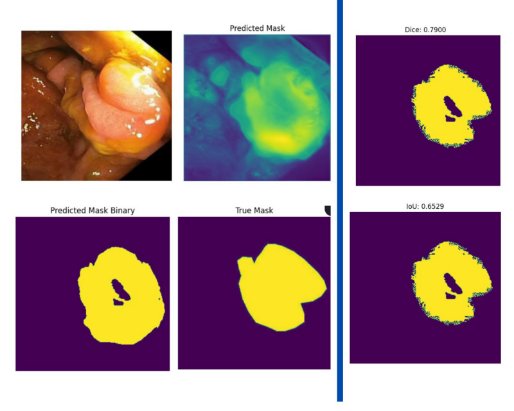 Predicted Mask
Dice: 0.7900
Predicted Mask Binary
True Mask
IoU: 0.6529